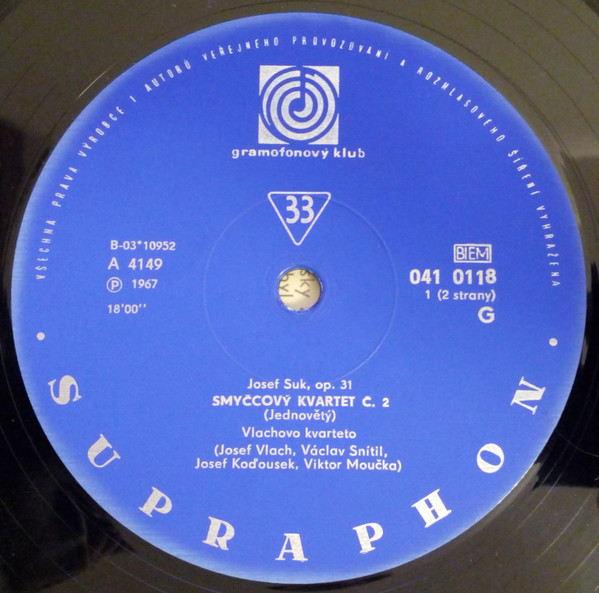 VŠECHNA PRÁVA VÝROBCE I AUTORŮ VEŘEJNÉHO PROVOZOVÁNÍ A ROZHLASOVÉHO ŠÍŘENÍ VYHRAŽENA
gramofonový klub
33
B-03*10952
A 4149
Ⓟ 1967
18'00''
BIEM
041 0118
1 (2 strany)
G
Josef Suk, op. 31
SMYČCOVÝ KVARTET Č. 2
(Jednovětý)
Vlachovo kvarteto
(Josef Vlach, Václav Snítil,
Josef Koďousek, Viktor Moučka)
SUPRAPHON